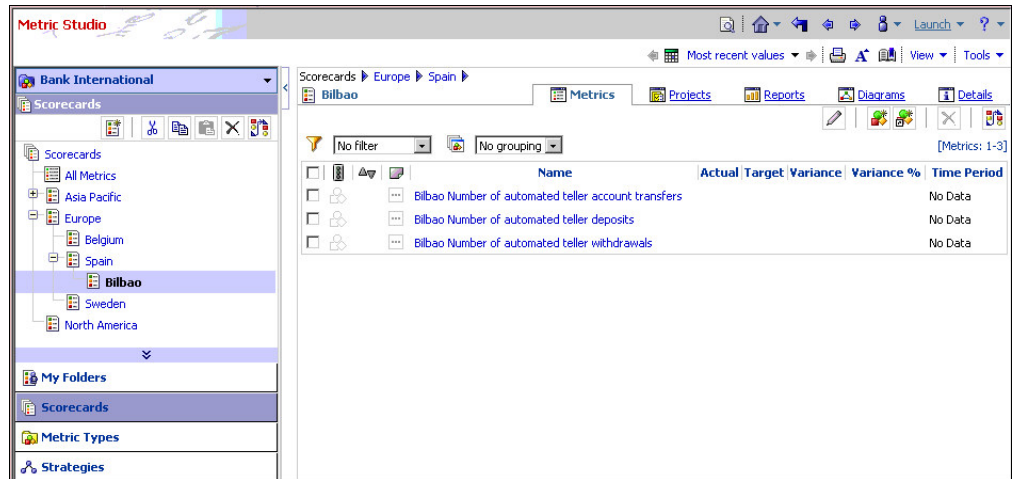 Metric Studio
Launch
?
Most recent values
View
Tools
Bank International
Scorecards
Scorecards
All Metrics
Asia Pacific
Europe
Belgium
Spain
Bilbao
Sweden
North America
My Folders
Scorecards
Metric Types
Strategies
Scorecards Europe Spain
Bilbao
Metrics
Projects
Reports
Diagrams
Details
No filter
No grouping
[Metrics: 1-3]
Name Actual Target Variance Variance % Time Period
Bilbao Number of automated teller account transfers No Data
Bilbao Number of automated teller deposits No Data
Bilbao Number of automated teller withdrawals No Data